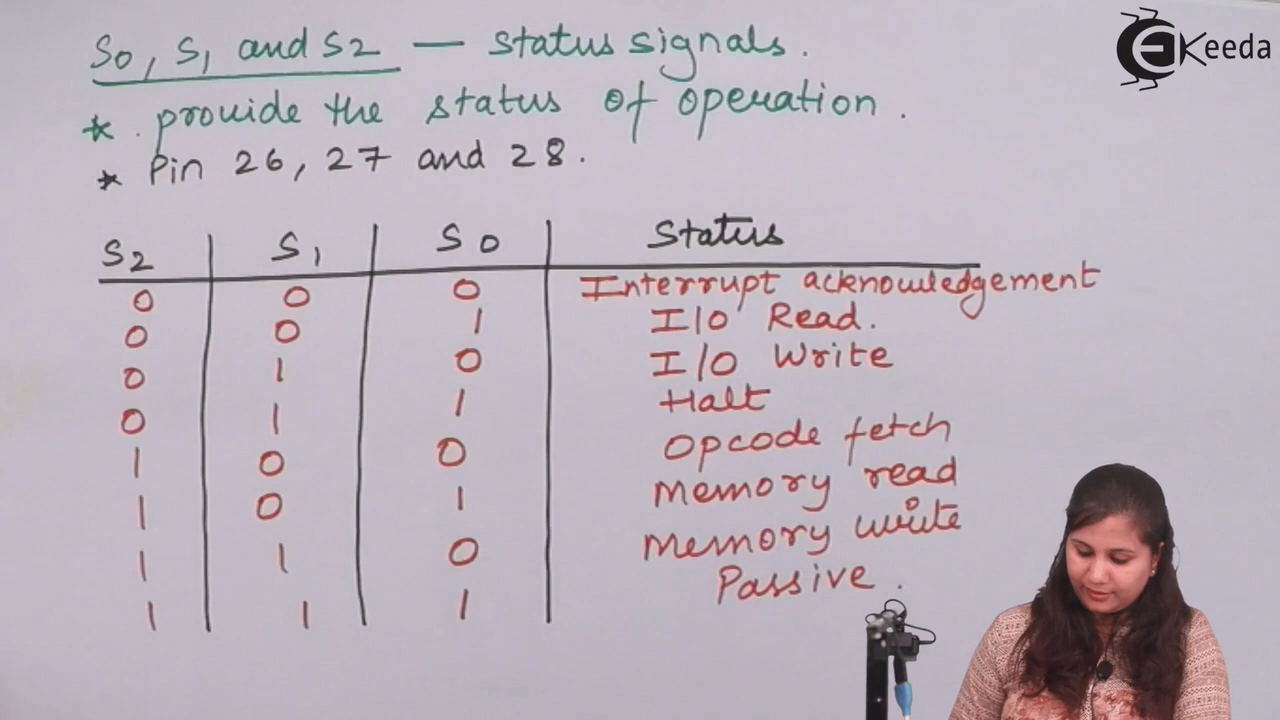 S0, S1 and S2 — status signals.
* provide the status of operation.
* Pin 26, 27 and 28.
S2 S1 S0 Status
0 0 0 Interrupt acknowledgement
0 0 1 I/O Read.
0 1 0 I/O Write
0 1 1 Halt
1 0 0 Opcode fetch
1 0 1 Memory read
1 1 0 Memory write
1 1 1 Passive.
EKeeda